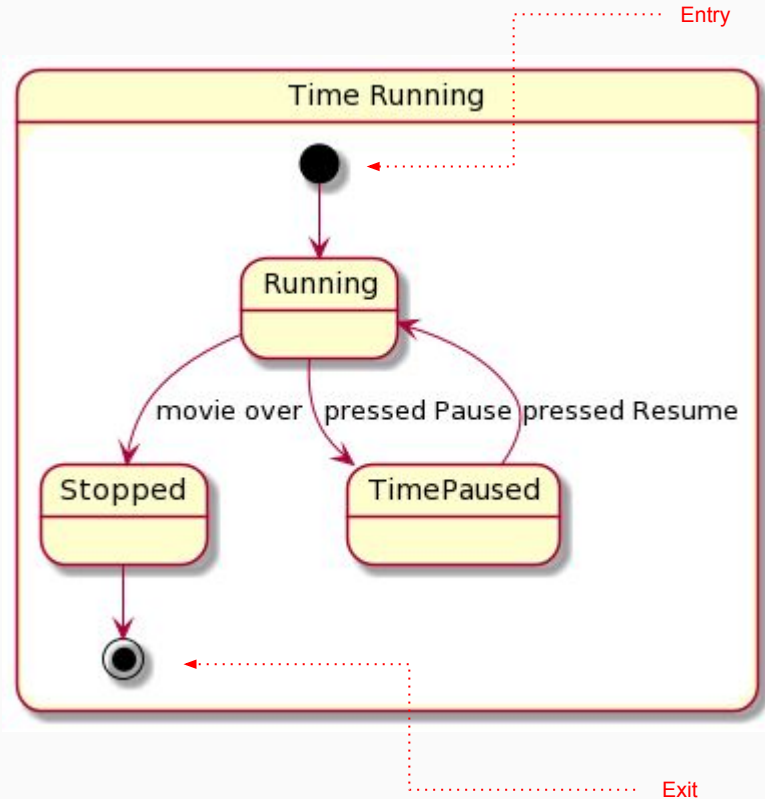 Entry
Time Running
Running
movie over
pressed Pause
pressed Resume
Stopped
TimePaused
Exit